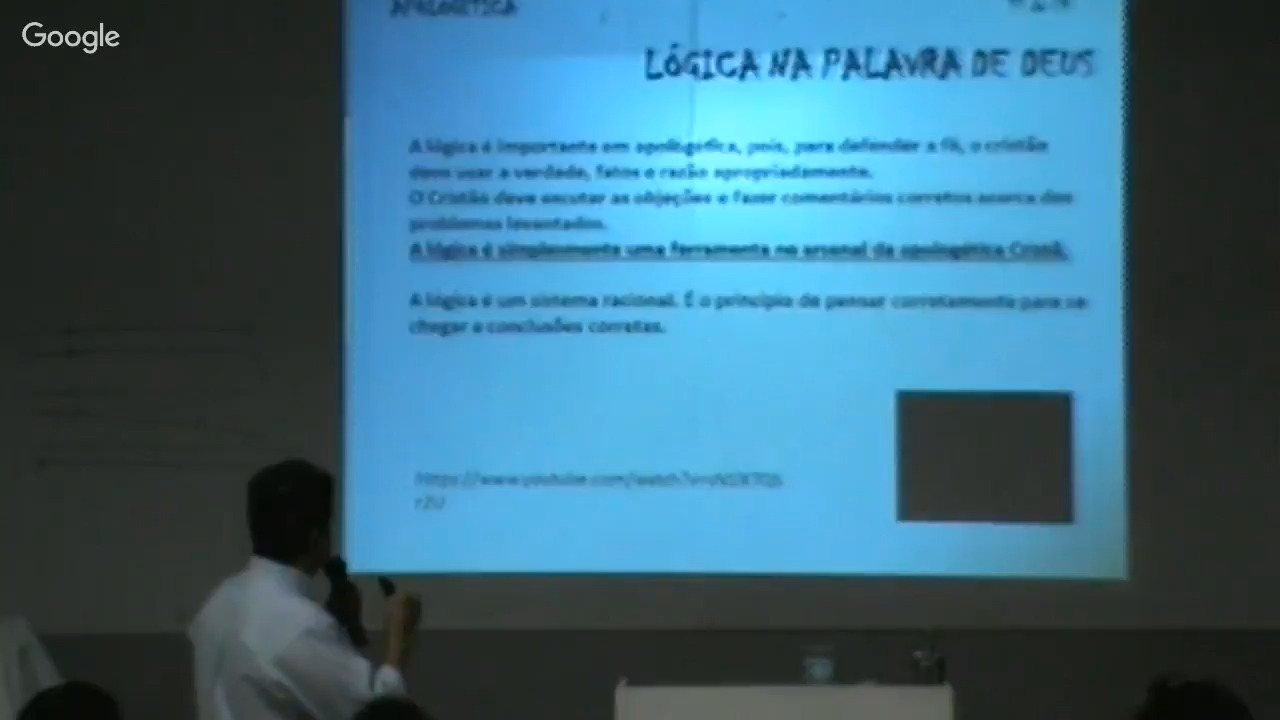 Google
APOLOGÉTICA
LÓGICA NA PALAVRA DE DEUS
A lógica é importante em apologética, pois, para defender a fé, o cristão
deve usar a verdade, fatos e razão apropriadamente.
O Cristão deve escutar as objeções e fazer comentários corretos acerca dos
problemas levantados.
A lógica é simplesmente uma ferramenta no arsenal da apologética Cristã.
A lógica é um sistema racional. É o princípio de pensar corretamente para se
chegar a conclusões corretas.